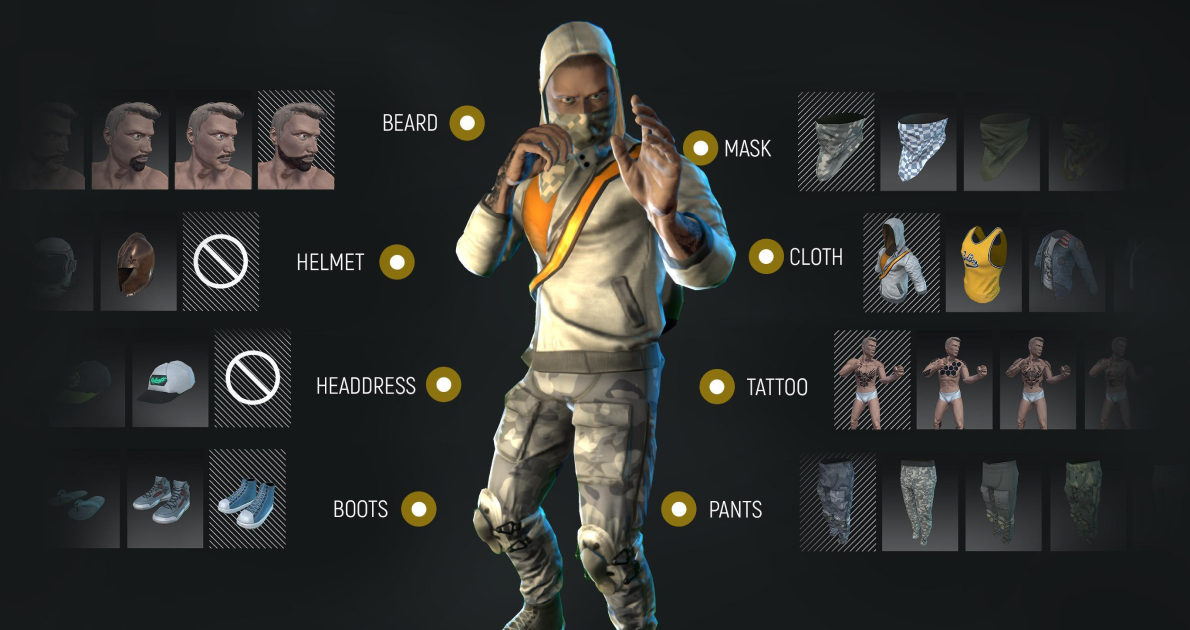 BEARD
MASK
HELMET
CLOTH
HEADDRESS
TATTOO
BOOTS
PANTS